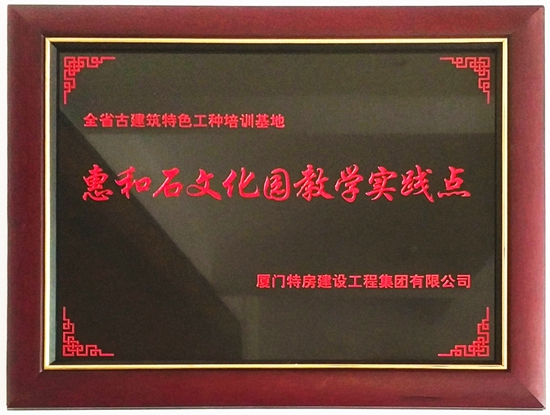 全省古建筑特色工种培训基地
惠和石文化园教学实践点
厦门特房建设工程集团有限公司